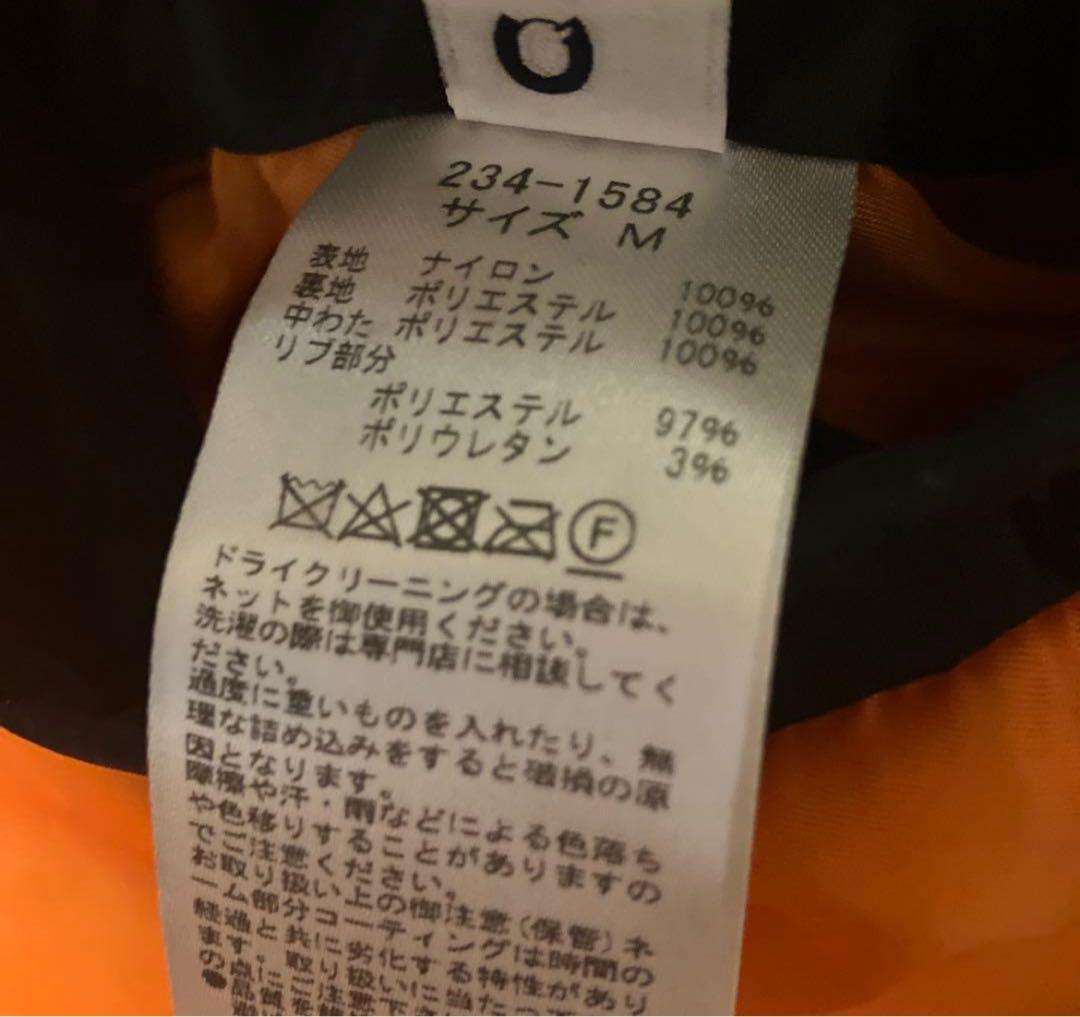 234-1584
サイズ M
表地 ナイロン 100%
裏地 ポリエステル 100%
中わた ポリエステル 100%
リブ部分
ポリエステル 97%
ポリウレタン 3%
F
ドライクリーニングの場合は、
ネットを御使用ください。
洗濯の際は専門店に相談してく
ださい。
過度に重いものを入れたり、無
理な詰め込みをすると破損の原
因となります。
摩擦や汗・雨などによる色落ち
や色移りすることがありますの
でご注意ください。
お取り扱い上の御注意(保管)ネ
ーム部分コーティングは時間の
経過と共に劣化する特性があり
ます。取り扱いに当たって
の点にご注意下さ
●品質を